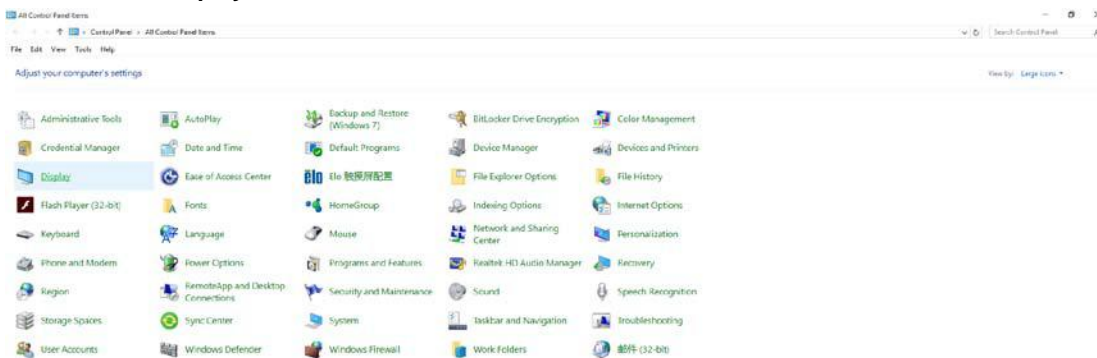 All Control Panel Items
Control Panel > All Control Panel Items
Search Control Panel
File Edit View Tools Help
Adjust your computer's settings
View by: Large icons
Administrative Tools
AutoPlay
Backup and Restore
(Windows 7)
BitLocker Drive Encryption
Color Management
Credential Manager
Date and Time
Default Programs
Device Manager
Devices and Printers
Display
Ease of Access Center
elo Elo 触摸屏配置
File Explorer Options
File History
Flash Player (32-bit)
Fonts
HomeGroup
Indexing Options
Internet Options
Keyboard
Language
Mouse
Network and Sharing
Center
Personalization
Phone and Modem
Power Options
Programs and Features
Realtek HD Audio Manager
Recovery
Region
RemoteApp and Desktop
Connections
Security and Maintenance
Sound
Speech Recognition
Storage Spaces
Sync Center
System
Taskbar and Navigation
Troubleshooting
User Accounts
Windows Defender
Windows Firewall
Work Folders
邮件 (32-bit)